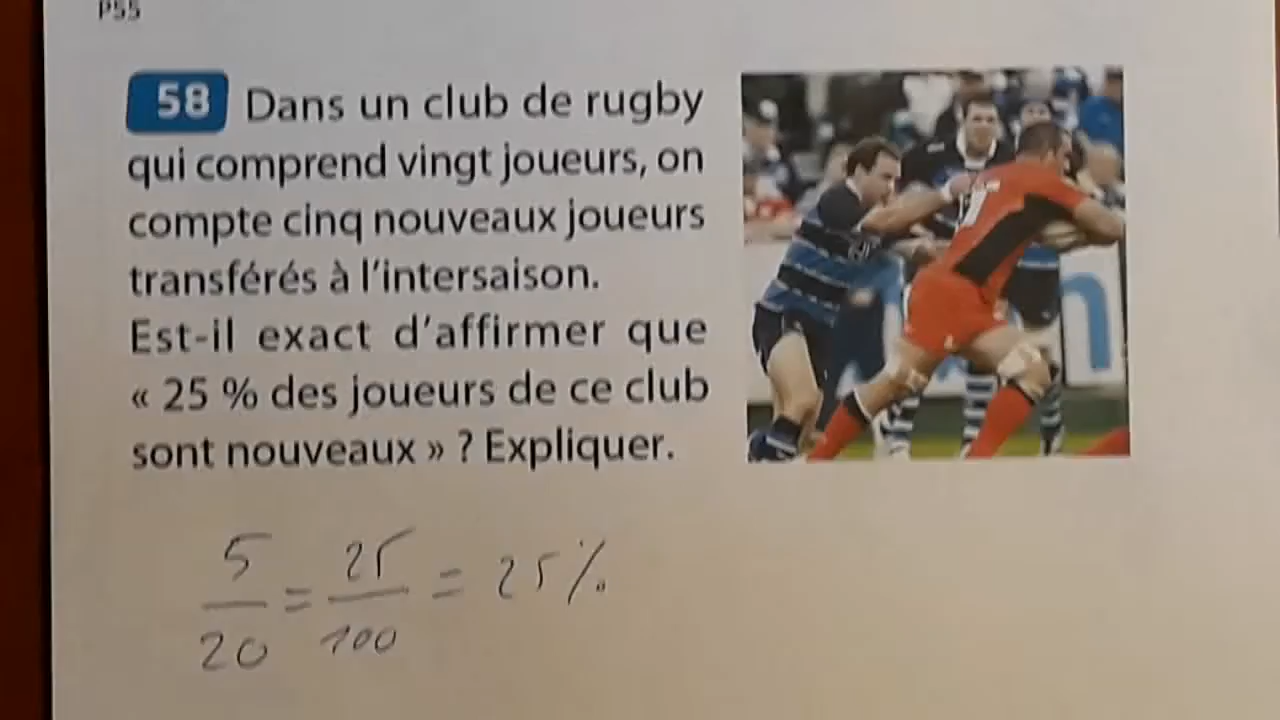 P55
58 Dans un club de rugby
qui comprend vingt joueurs, on
compte cinq nouveaux joueurs
transférés à l'intersaison.
Est-il exact d'affirmer que
« 25 % des joueurs de ce club
sont nouveaux » ? Expliquer.
5/20 = 25/100 = 25%